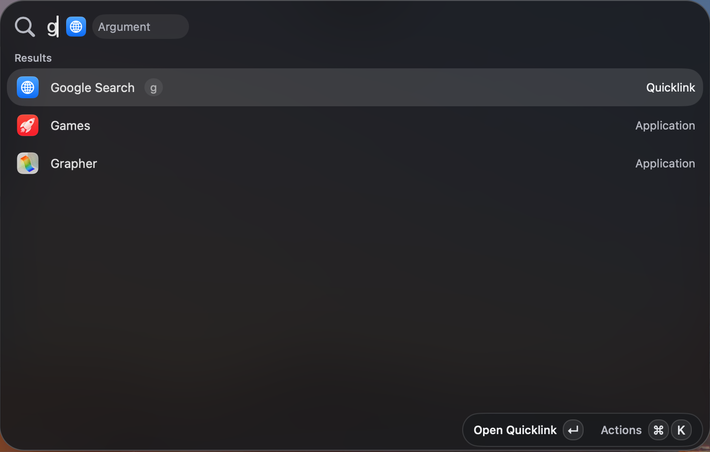 g Argument
Results
Google Search g Quicklink
Games Application
Grapher Application
Open Quicklink ↵ Actions ⌘ K